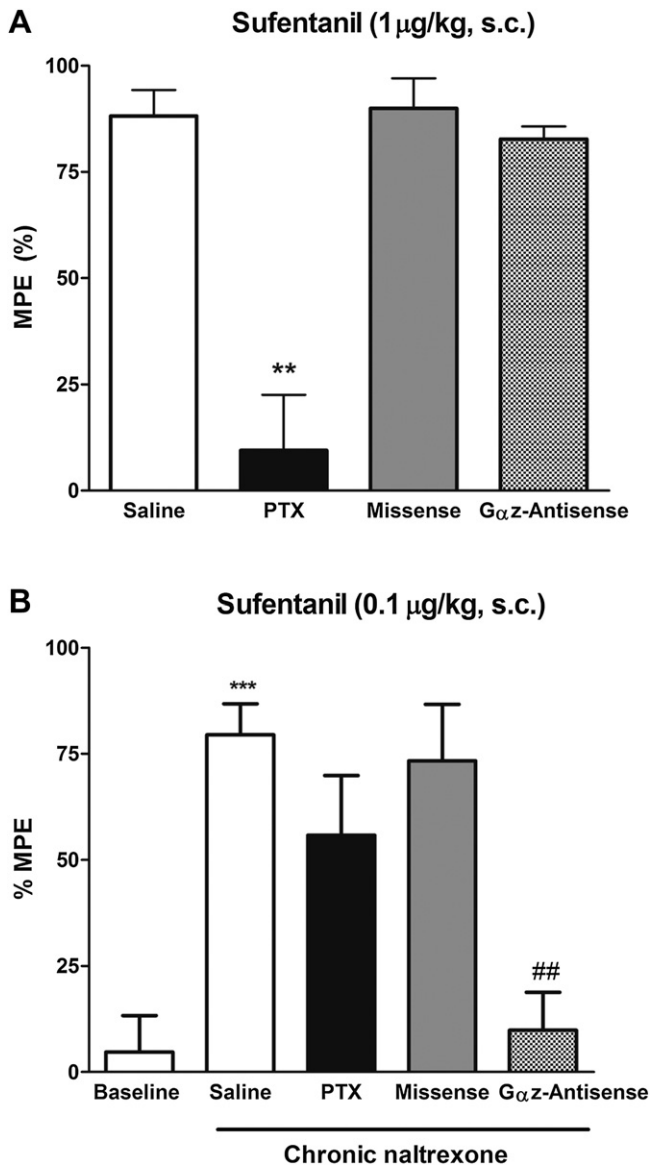 A
Sufentanil (1μg/kg, s.c.)
MPE (%)
100
75
50
25
0
**
Saline PTX Missense Gαz-Antisense
B
Sufentanil (0.1 μg/kg, s.c.)
% MPE
100
75
50
25
0
***
##
Baseline Saline PTX Missense Gαz-Antisense
Chronic naltrexone